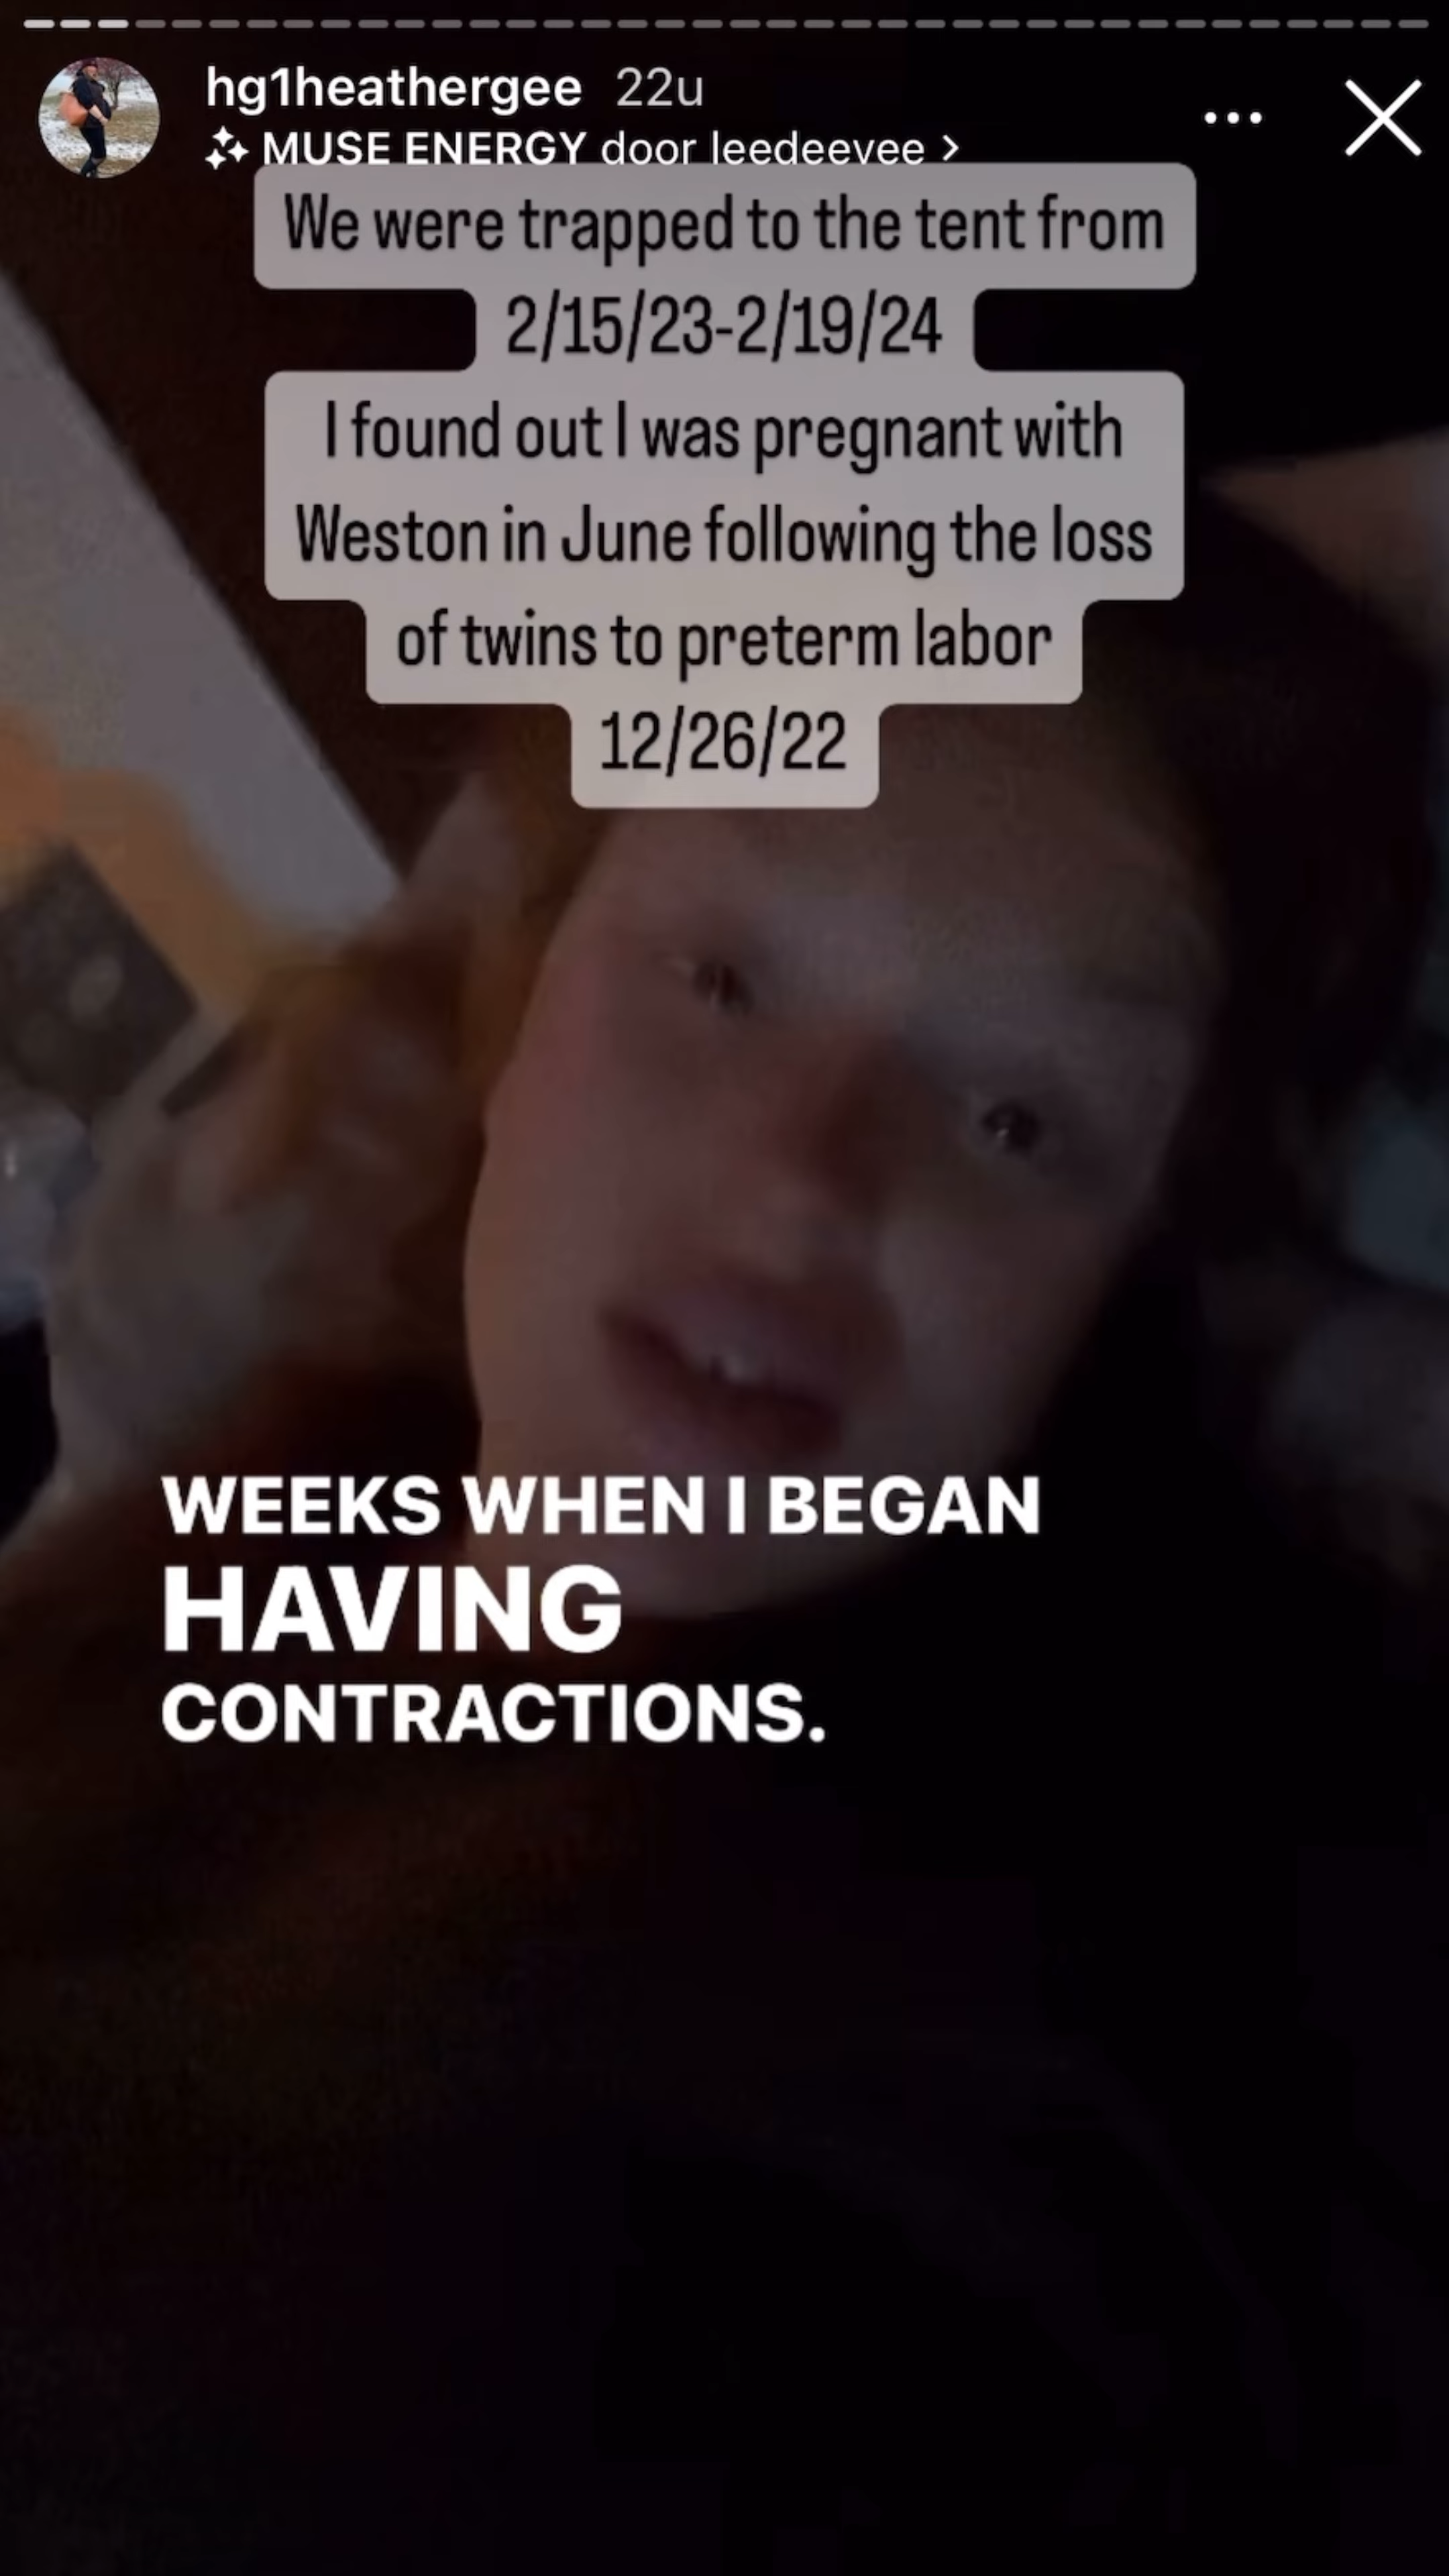 hg1heathergee 22u
MUSE ENERGY door leedeevee >
We were trapped to the tent from
2/15/23-2/19/24
I found out I was pregnant with
Weston in June following the loss
of twins to preterm labor
12/26/22
WEEKS WHEN I BEGAN
HAVING
CONTRACTIONS.